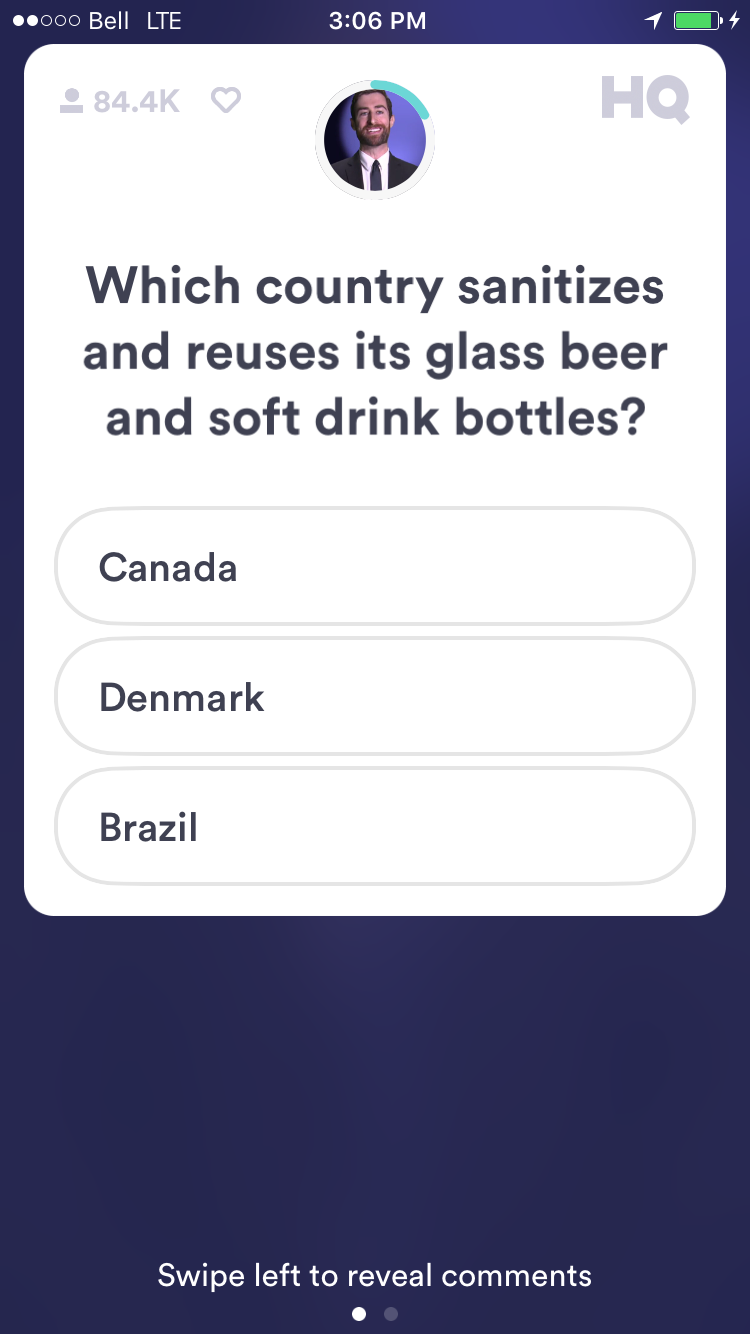 Bell LTE 3:06 PM
84.4K HQ
Which country sanitizes
and reuses its glass beer
and soft drink bottles?
Canada
Denmark
Brazil
Swipe left to reveal comments